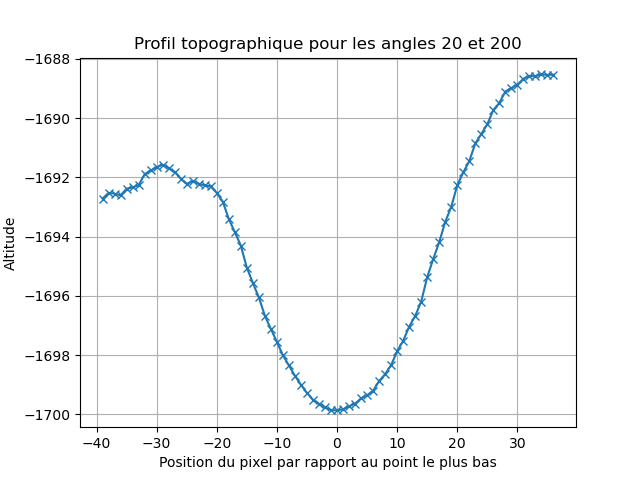 Profil topographique pour les angles 20 et 200
−1688
−1690
−1692
−1694
−1696
−1698
−1700
Altitude
−40 −30 −20 −10 0 10 20 30
Position du pixel par rapport au point le plus bas